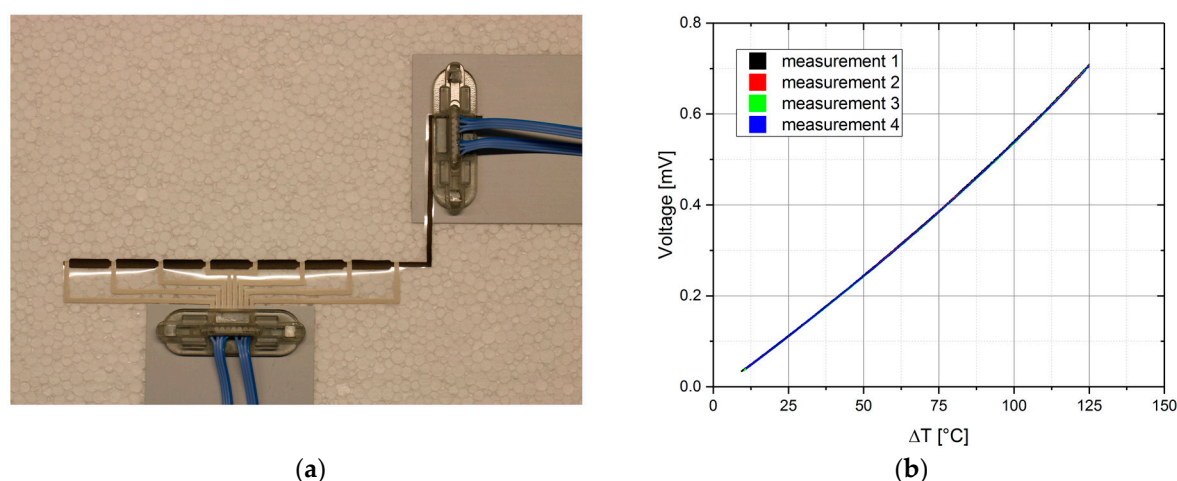 0.8
measurement 1
measurement 2
measurement 3
measurement 4
0.6
Voltage [mV]
0.4
0.2
0.0
0 25 50 75 100 125 150
ΔT [°C]
(a) (b)